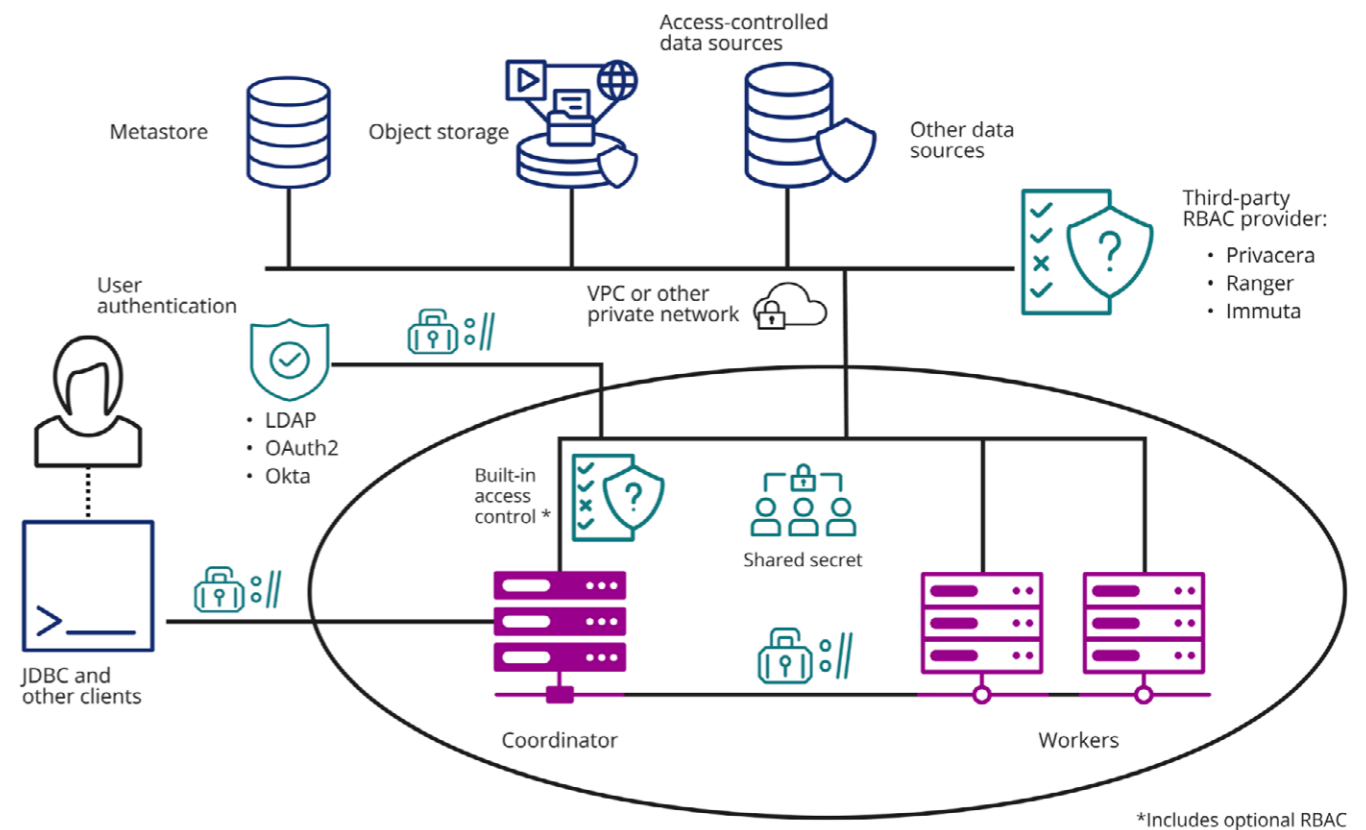 Access-controlled
data sources
Metastore
Object storage
Other data
sources
Third-party
RBAC provider:
• Privacera
• Ranger
• Immuta
User
authentication
VPC or other
private network
://
• LDAP
• OAuth2
• Okta
Built-in
access
control *
Shared secret
://
://
>_
JDBC and
other clients
Coordinator
Workers
*Includes optional RBAC